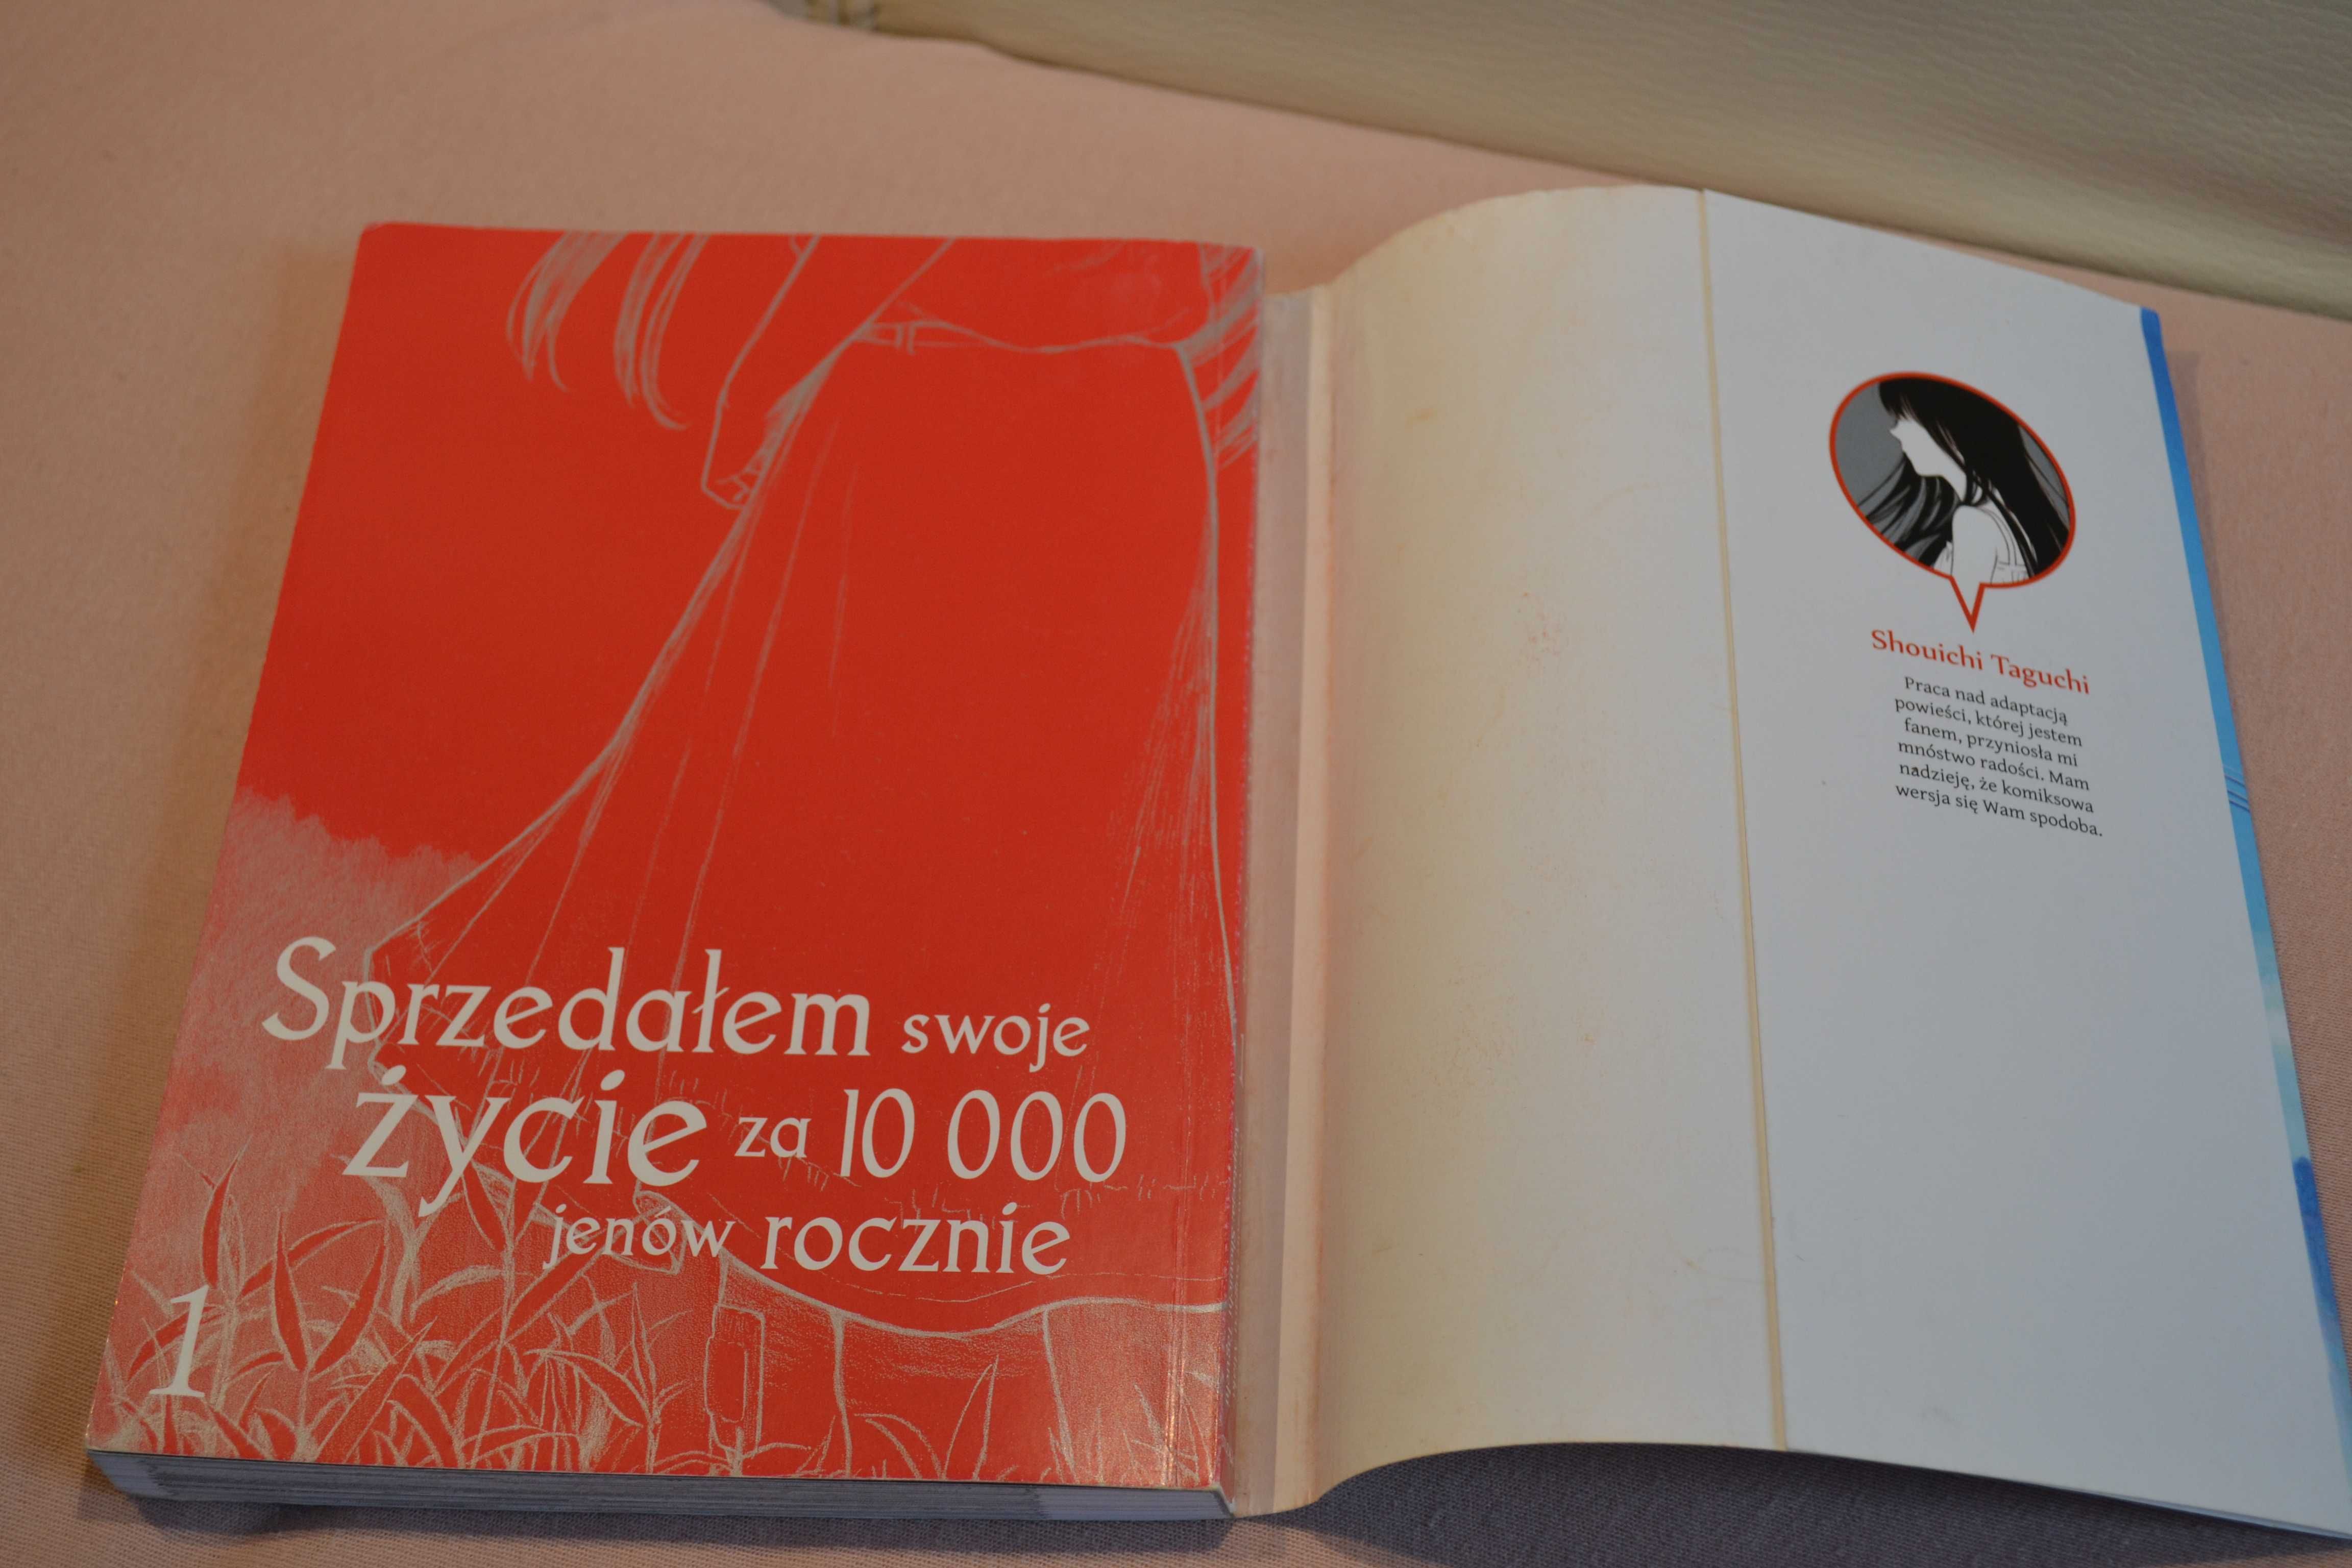 Sprzedałem swoje
życie za 10 000
jenów rocznie
1
Shouichi Taguchi
Praca nad adaptacją
powieści, której jestem
fanem, przyniosła mi
mnóstwo radości. Mam
nadzieję, że komiksowa
wersja się Wam spodoba.